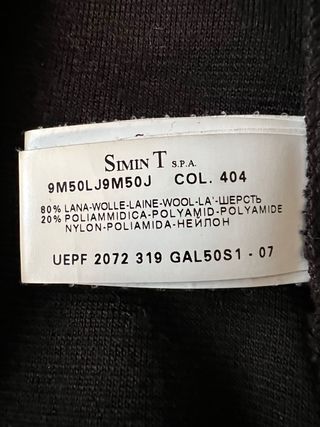 SIMIN T S.P.A.
9M50LJ9M50J COL. 404
80% LANA-WOLLE-LAINE-WOOL-LA'-ШЕРСТЬ
20% POLIAMMIDICA-POLYAMID-POLYAMIDE
NYLON-POLIAMIDA-НЕЙЛОН
UEPF 2072 319 GAL50S1 - 07